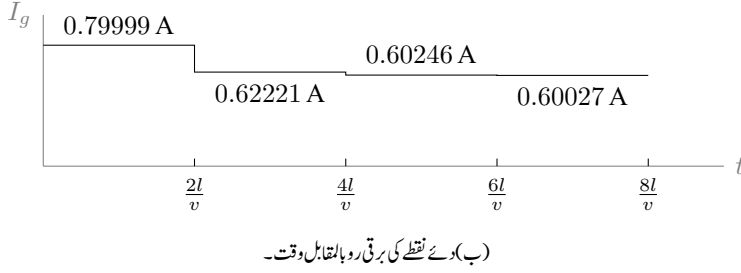 I_g
0.79999 A
0.62221 A
0.60246 A
0.60027 A
t
2l/v 4l/v 6l/v 8l/v
(ب) دئے نقطے کی برقی رو بالمقابل وقت۔